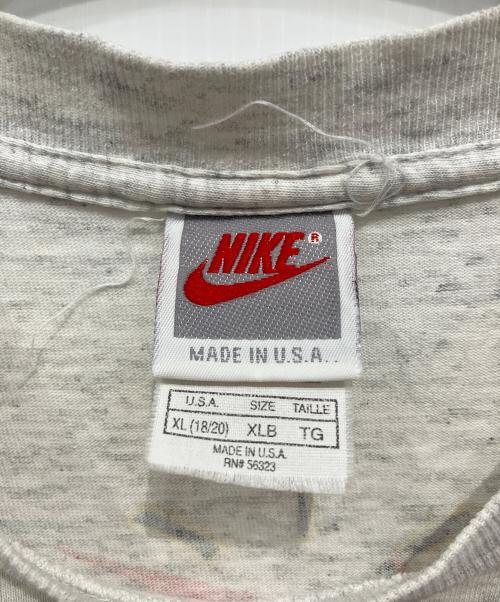 NIKE ®
MADE IN U.S.A.
U.S.A. SIZE TAILLE
XL (18/20) XLB TG
MADE IN U.S.A.
RN# 56323